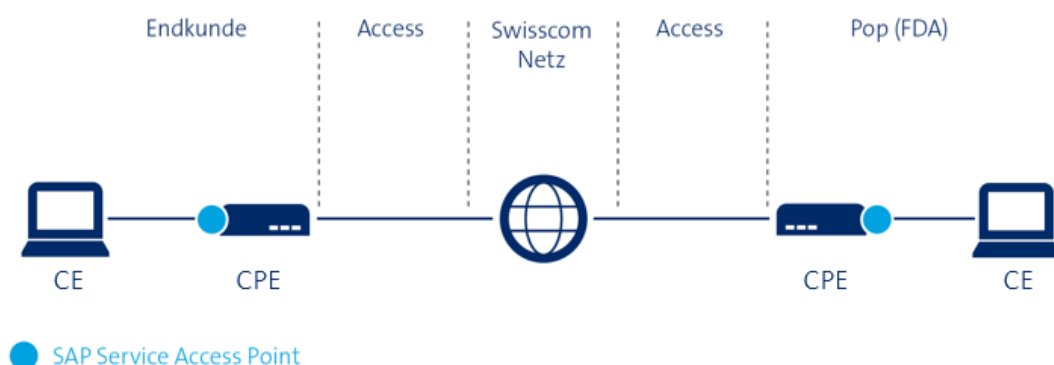 Endkunde
Access
Swisscom
Netz
Access
Pop (FDA)
CE
CPE
CPE
CE
SAP Service Access Point